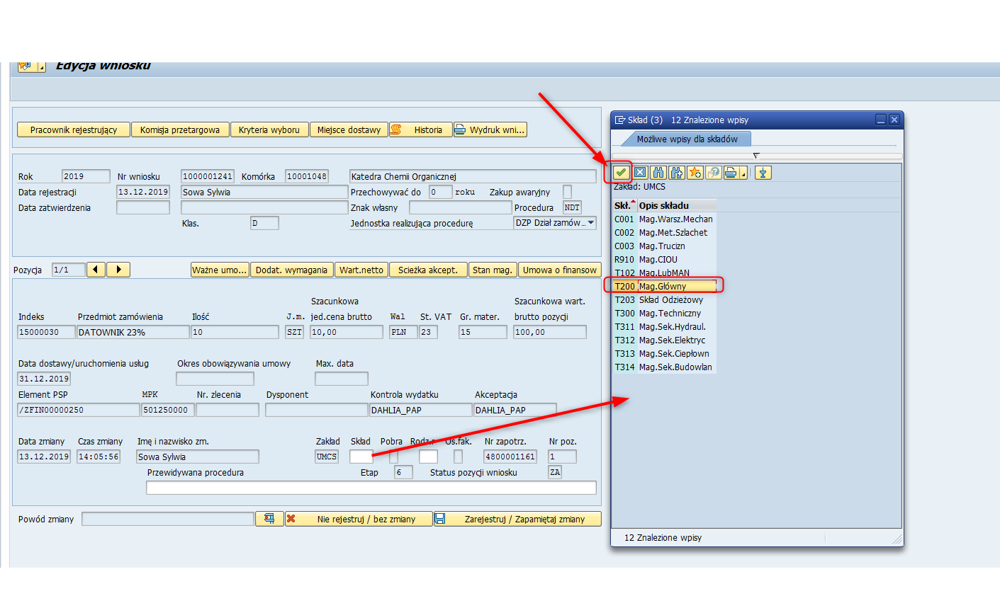 Edycja wniosku
Pracownik rejestrujący Komisja przetargowa Kryteria wyboru Miejsce dostawy Historia Wydruk wni...
Rok 2019 Nr wniosku 1000001241 Komórka 10001048 Katedra Chemii Organicznej
Data rejestracji 13.12.2019 Sowa Sylwia Przechowywać do 0 roku Zakup awaryjny
Data zatwierdzenia Znak własny Procedura NDT
Klas. D Jednostka realizująca procedurę DZP Dział zamów...
Pozycja 1/1 Ważne umo... Dodat. wymagania Wart.netto Scieżka akcept. Stan mag. Umowa o finansow
Szacunkowa Szacunkowa wart.
Indeks Przedmiot zamówienia Ilość J.m. jed.cena brutto Wal St. VAT Gr. mater. brutto pozycji
15000030 DATOWNIK 23% 10 SZT 10,00 PLN 23 15 100,00
Data dostawy/uruchomienia usług Okres obowiązywania umowy Max. data
31.12.2019
Element PSP MPK Nr. zlecenia Dysponent Kontrola wydatku Akceptacja
/ZFIN00000250 501250000 DAHLIA_PAP DAHLIA_PAP
Data zmiany Czas zmiany Imę i nazwisko zm. Zakład Skład Pobra Os.fak. Nr zapotrz. Nr poz.
13.12.2019 14:05:56 Sowa Sylwia UMCS 4800001161 1
Przewidywana procedura Etap 6 Status pozycji wniosku ZA
Powód zmiany Nie rejestruj / bez zmiany Zarejestruj / Zapamiętaj zmiany
Skład (3) 12 Znalezione wpisy
Możliwe wpisy dla składów
Zakład: UMCS
Skł. Opis składu
C001 Mag.Warsz.Mechan
C002 Mag.Met.Szlachet
C003 Mag.Trucizn
R910 Mag.CIOU
T102 Mag.LubMAN
T200 Mag.Główny
T203 Skład Odzieżowy
T300 Mag.Techniczny
T311 Mag.Sek.Hydraul.
T312 Mag.Sek.Elektryc
T313 Mag.Sek.Ciepłown
T314 Mag.Sek.Budowlan
12 Znalezione wpisy